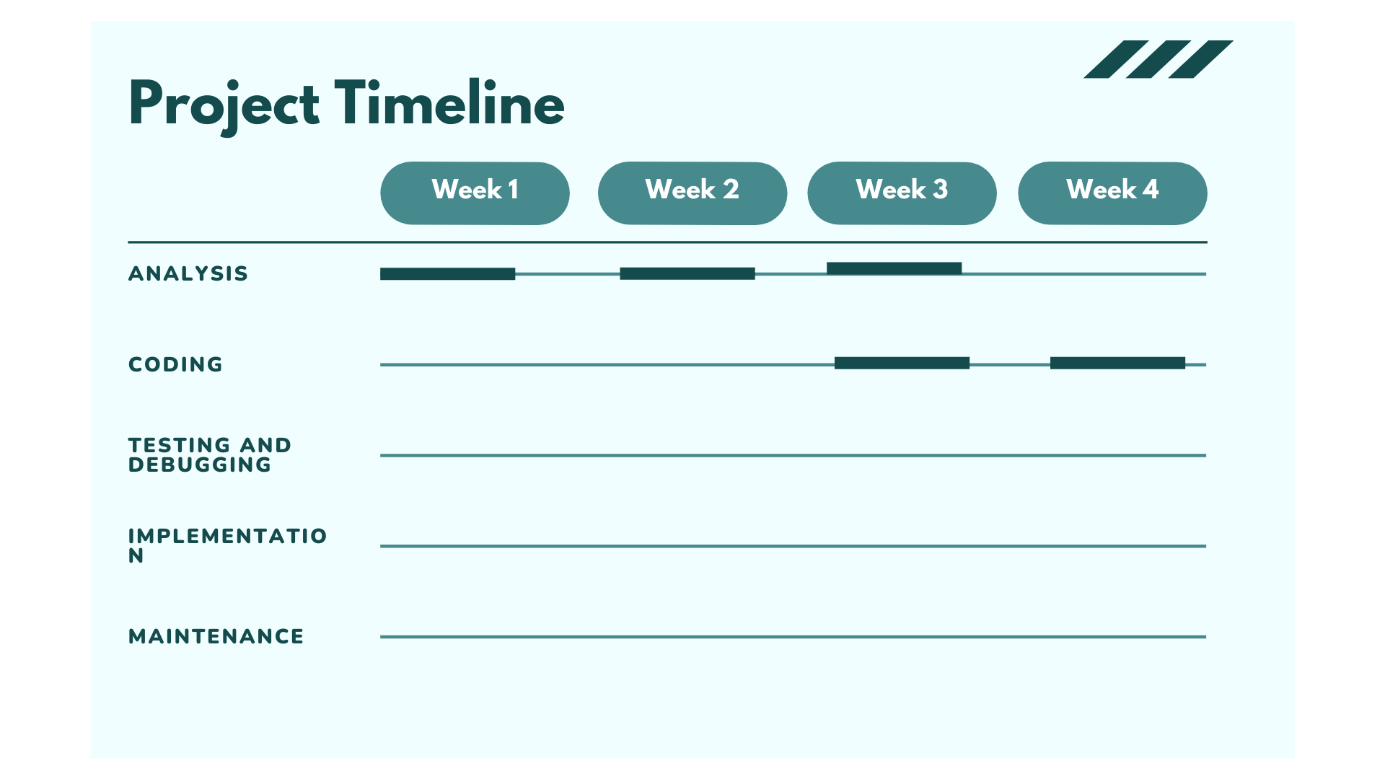 Project Timeline
Week 1 Week 2 Week 3 Week 4
ANALYSIS
CODING
TESTING AND
DEBUGGING
IMPLEMENTATIO
N
MAINTENANCE